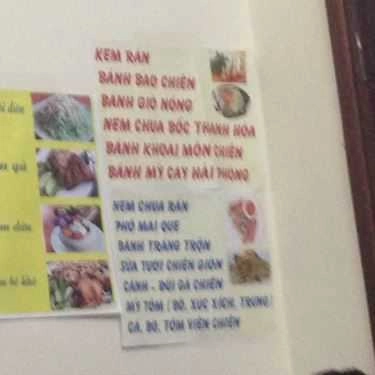 KEM RÁN
BÁNH BAO CHIÊN
BÁNH GIÒ NÓNG
NEM CHUA BÓC THANH HÓA
BÁNH KHOAI MÔN CHIÊN
BÁNH MỲ CAY HẢI PHÒNG
NEM CHUA RÁN
PHÔ MAI QUE
BÁNH TRÁNG TRỘN
SỮA TƯƠI CHIÊN GIÒN
CÁNH - ĐÙI GÀ CHIÊN
MỲ TÔM ( BÒ, XÚC XÍCH, TRỨNG)
CÁ, BÒ, TÔM VIÊN CHIÊN